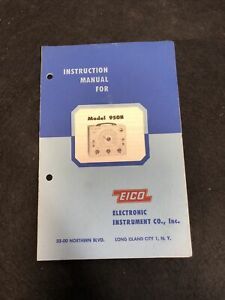 INSTRUCTION
MANUAL
FOR
Model 950B
EICO
ELECTRONIC
INSTRUMENT CO., Inc.
33-00 NORTHERN BLVD. LONG ISLAND CITY 1, N. Y.